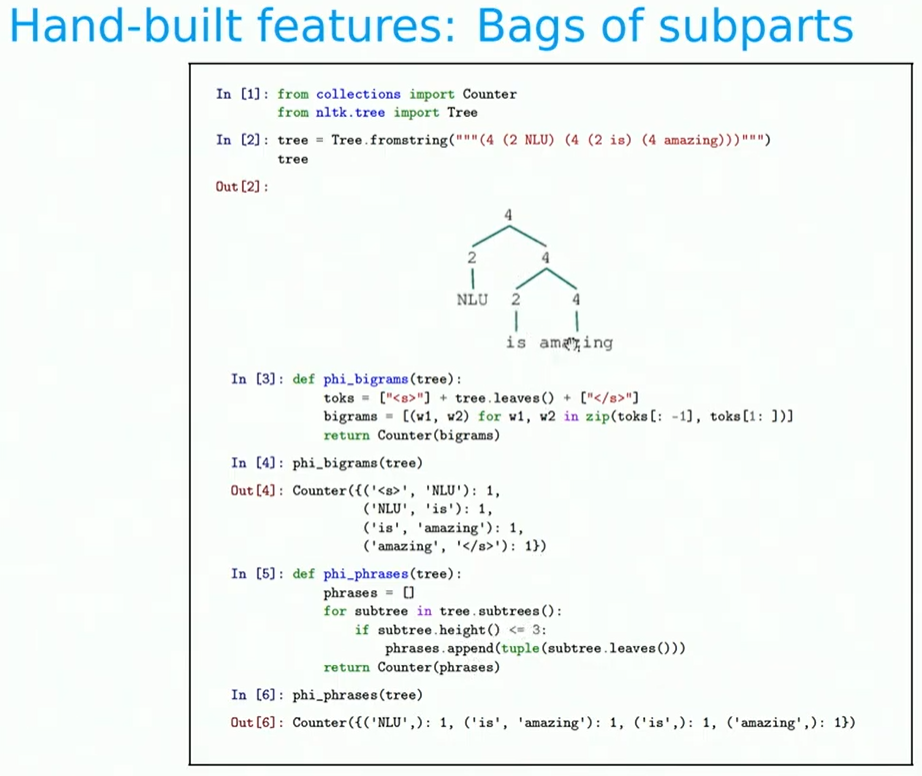 Hand-built features: Bags of subparts
In [1]: from collections import Counter
from nltk.tree import Tree
In [2]: tree = Tree.fromstring("""(4 (2 NLU) (4 (2 is) (4 amazing)))""")
tree
Out[2]:
4
2 4
NLU 2 4
is amazing
In [3]: def phi_bigrams(tree):
toks = ["<s>"] + tree.leaves() + ["</s>"]
bigrams = [(w1, w2) for w1, w2 in zip(toks[: -1], toks[1: ])]
return Counter(bigrams)
In [4]: phi_bigrams(tree)
Out[4]: Counter({('<s>', 'NLU'): 1,
('NLU', 'is'): 1,
('is', 'amazing'): 1,
('amazing', '</s>'): 1})
In [5]: def phi_phrases(tree):
phrases = []
for subtree in tree.subtrees():
if subtree.height() <= 3:
phrases.append(tuple(subtree.leaves()))
return Counter(phrases)
In [6]: phi_phrases(tree)
Out[6]: Counter({('NLU',): 1, ('is', 'amazing'): 1, ('is',): 1, ('amazing',): 1})